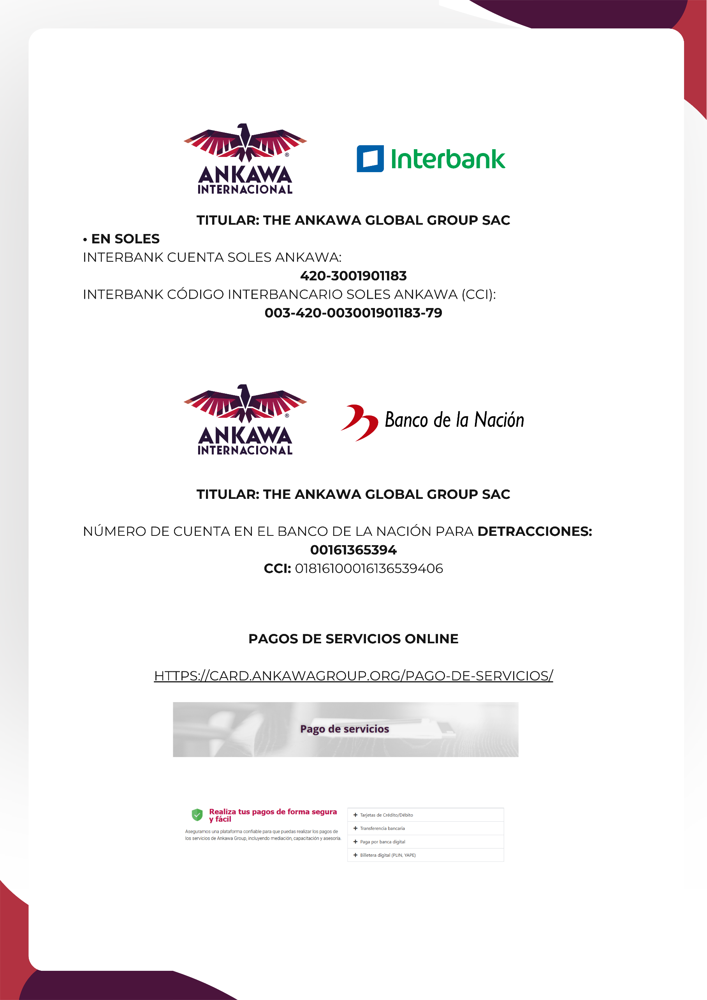 ANKAWA
INTERNACIONAL
®
Interbank
TITULAR: THE ANKAWA GLOBAL GROUP SAC
• EN SOLES
INTERBANK CUENTA SOLES ANKAWA:
420-3001901183
INTERBANK CÓDIGO INTERBANCARIO SOLES ANKAWA (CCI):
003-420-003001901183-79
ANKAWA
INTERNACIONAL
®
Banco de la Nación
TITULAR: THE ANKAWA GLOBAL GROUP SAC
NÚMERO DE CUENTA EN EL BANCO DE LA NACIÓN PARA DETRACCIONES:
00161365394
CCI: 01816100016136539406
PAGOS DE SERVICIOS ONLINE
HTTPS://CARD.ANKAWAGROUP.ORG/PAGO-DE-SERVICIOS/
Pago de servicios
Realiza tus pagos de forma segura
y fácil
Aseguramos una plataforma confiable para que puedas realizar los pagos de
los servicios de Ankawa Group, incluyendo mediación, capacitación y asesoría.
+ Tarjetas de Crédito/Débito
+ Transferencia bancaria
+ Paga por banca digital
+ Billetera digital (PLIN, YAPE)